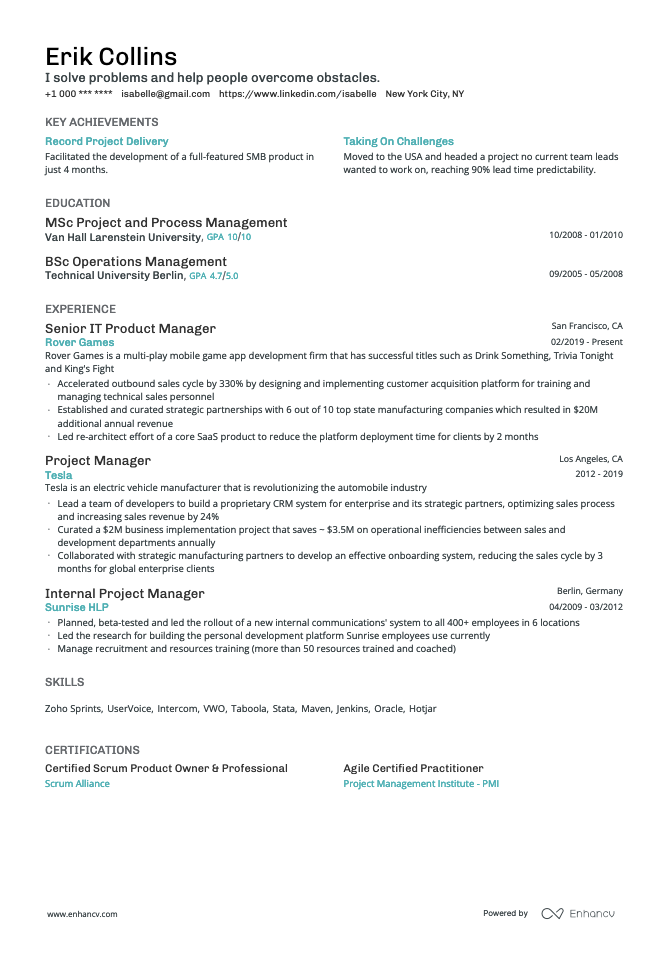 Erik Collins
I solve problems and help people overcome obstacles.
+1 000 *** **** isabelle@gmail.com https://www.linkedin.com/isabelle New York City, NY
KEY ACHIEVEMENTS
Record Project Delivery
Facilitated the development of a full-featured SMB product in
just 4 months.
Taking On Challenges
Moved to the USA and headed a project no current team leads
wanted to work on, reaching 90% lead time predictability.
EDUCATION
MSc Project and Process Management
Van Hall Larenstein University, GPA 10/10 10/2008 - 01/2010
BSc Operations Management
Technical University Berlin, GPA 4.7/5.0 09/2005 - 05/2008
EXPERIENCE
Senior IT Product Manager San Francisco, CA
Rover Games 02/2019 - Present
Rover Games is a multi-play mobile game app development firm that has successful titles such as Drink Something, Trivia Tonight
and King's Fight
· Accelerated outbound sales cycle by 330% by designing and implementing customer acquisition platform for training and
managing technical sales personnel
· Established and curated strategic partnerships with 6 out of 10 top state manufacturing companies which resulted in $20M
additional annual revenue
· Led re-architect effort of a core SaaS product to reduce the platform deployment time for clients by 2 months
Project Manager Los Angeles, CA
Tesla 2012 - 2019
Tesla is an electric vehicle manufacturer that is revolutionizing the automobile industry
· Lead a team of developers to build a proprietary CRM system for enterprise and its strategic partners, optimizing sales process
and increasing sales revenue by 24%
· Curated a $2M business implementation project that saves ~ $3.5M on operational inefficiencies between sales and
development departments annually
· Collaborated with strategic manufacturing partners to develop an effective onboarding system, reducing the sales cycle by 3
months for global enterprise clients
Internal Project Manager Berlin, Germany
Sunrise HLP 04/2009 - 03/2012
· Planned, beta-tested and led the rollout of a new internal communications' system to all 400+ employees in 6 locations
· Led the research for building the personal development platform Sunrise employees use currently
· Manage recruitment and resources training (more than 50 resources trained and coached)
SKILLS
Zoho Sprints, UserVoice, Intercom, VWO, Taboola, Stata, Maven, Jenkins, Oracle, Hotjar
CERTIFICATIONS
Certified Scrum Product Owner & Professional
Scrum Alliance
Agile Certified Practitioner
Project Management Institute - PMI
www.enhancv.com Powered by Enhancv